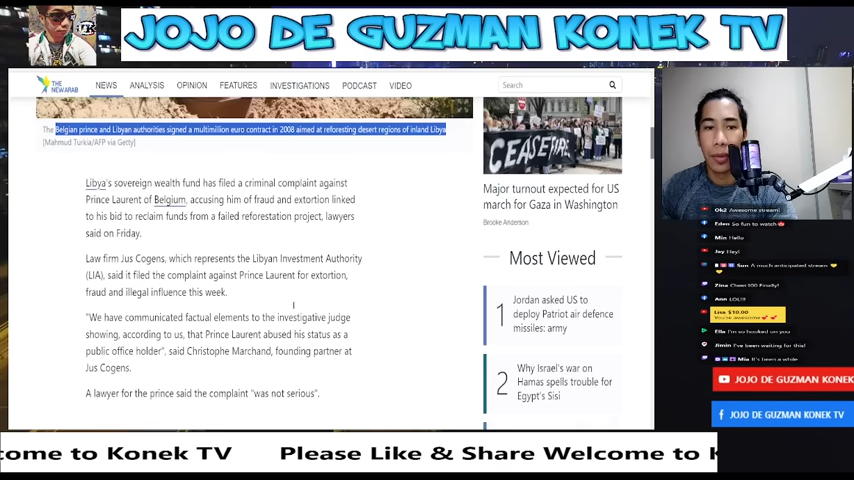 JOJO DE GUZMAN KONEK TV
THE NEW ARAB
NEWS ANALYSIS OPINION FEATURES INVESTIGATIONS PODCAST VIDEO
Search
The Belgian prince and Libyan authorities signed a multimillion euro contract in 2008 aimed at reforesting desert regions of inland Libya
[Mahmud Turkia/AFP via Getty]
Libya's sovereign wealth fund has filed a criminal complaint against
Prince Laurent of Belgium, accusing him of fraud and extortion linked
to his bid to reclaim funds from a failed reforestation project, lawyers
said on Friday.
Law firm Jus Cogens, which represents the Libyan Investment Authority
(LIA), said it filed the complaint against Prince Laurent for extortion,
fraud and illegal influence this week.
"We have communicated factual elements to the investigative judge
showing, according to us, that Prince Laurent abused his status as a
public office holder", said Christophe Marchand, founding partner at
Jus Cogens.
A lawyer for the prince said the complaint "was not serious".
CEASEFIRE
Major turnout expected for US
march for Gaza in Washington
Brooke Anderson
Most Viewed
1
Jordan asked US to
deploy Patriot air defence
missiles: army
2
Why Israel's war on
Hamas spells trouble for
Egypt's Sisi
Ok2 Awesome stream!
Eden So fun to watch
Min Hello
Jay Hey!
Sun A much anticipated stream
Zina Cheer100 Finally!
Ann LOL!!!
Lisa $10.00
You're awesome
Ella I'm so hooked on you
Jimin I've been waiting for this!
Mia It's been a while
JOJO DE GUZMAN KONEK
JOJO DE GUZMAN KONEK TV
come to Konek TV Please Like & Share Welcome to K